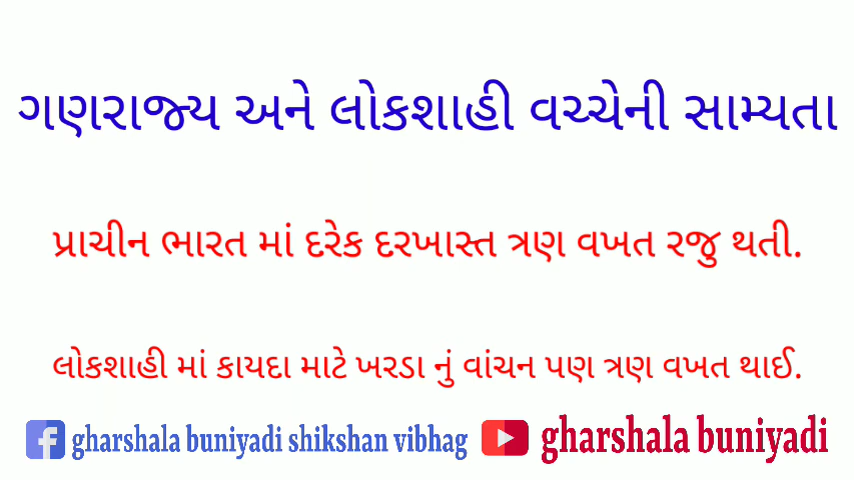 ગણરાજ્ય અને લોકશાહી વચ્ચેની સામ્યતા
પ્રાચીન ભારત માં દરેક દરખાસ્ત ત્રણ વખત રજુ થતી.
લોકશાહી માં કાયદા માટે ખરડા નું વાંચન પણ ત્રણ વખત થાઈ.
gharshala buniyadi shikshan vibhag gharshala buniyadi